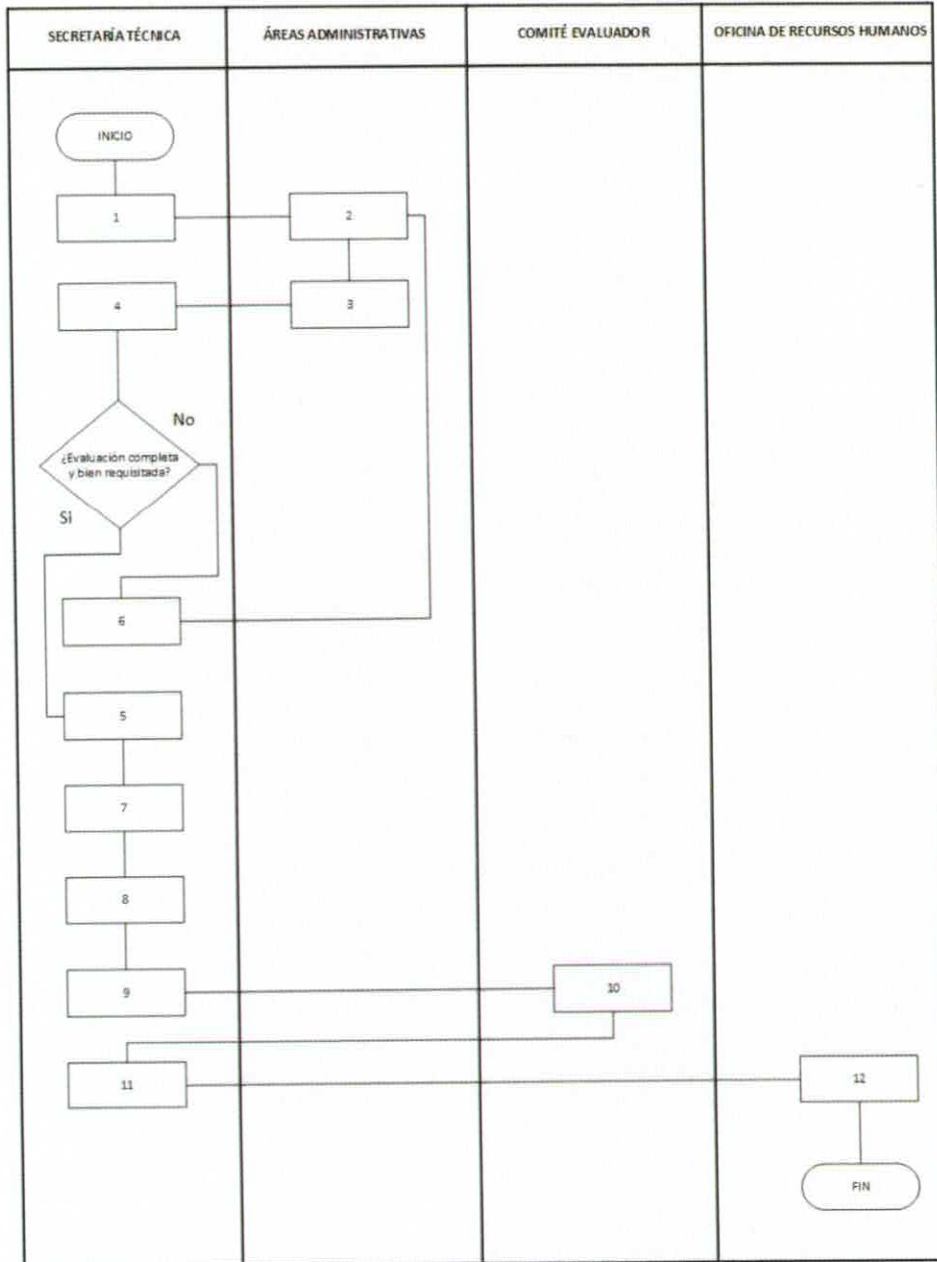 SECRETARÍA TÉCNICA
ÁREAS ADMINISTRATIVAS
COMITÉ EVALUADOR
OFICINA DE RECURSOS HUMANOS
INICIO
1
2
4
3
No
¿Evaluación completa
y bien requisitada?
Si
6
5
7
8
9
10
11
12
FIN